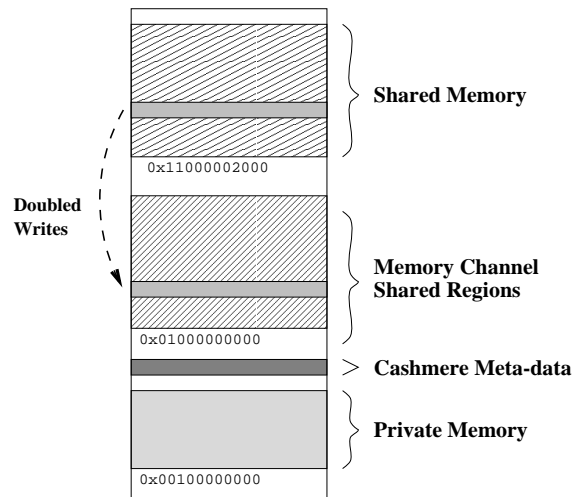 Shared Memory
0x11000002000
Doubled
Writes
Memory Channel
Shared Regions
0x01000000000
Cashmere Meta-data
Private Memory
0x00100000000